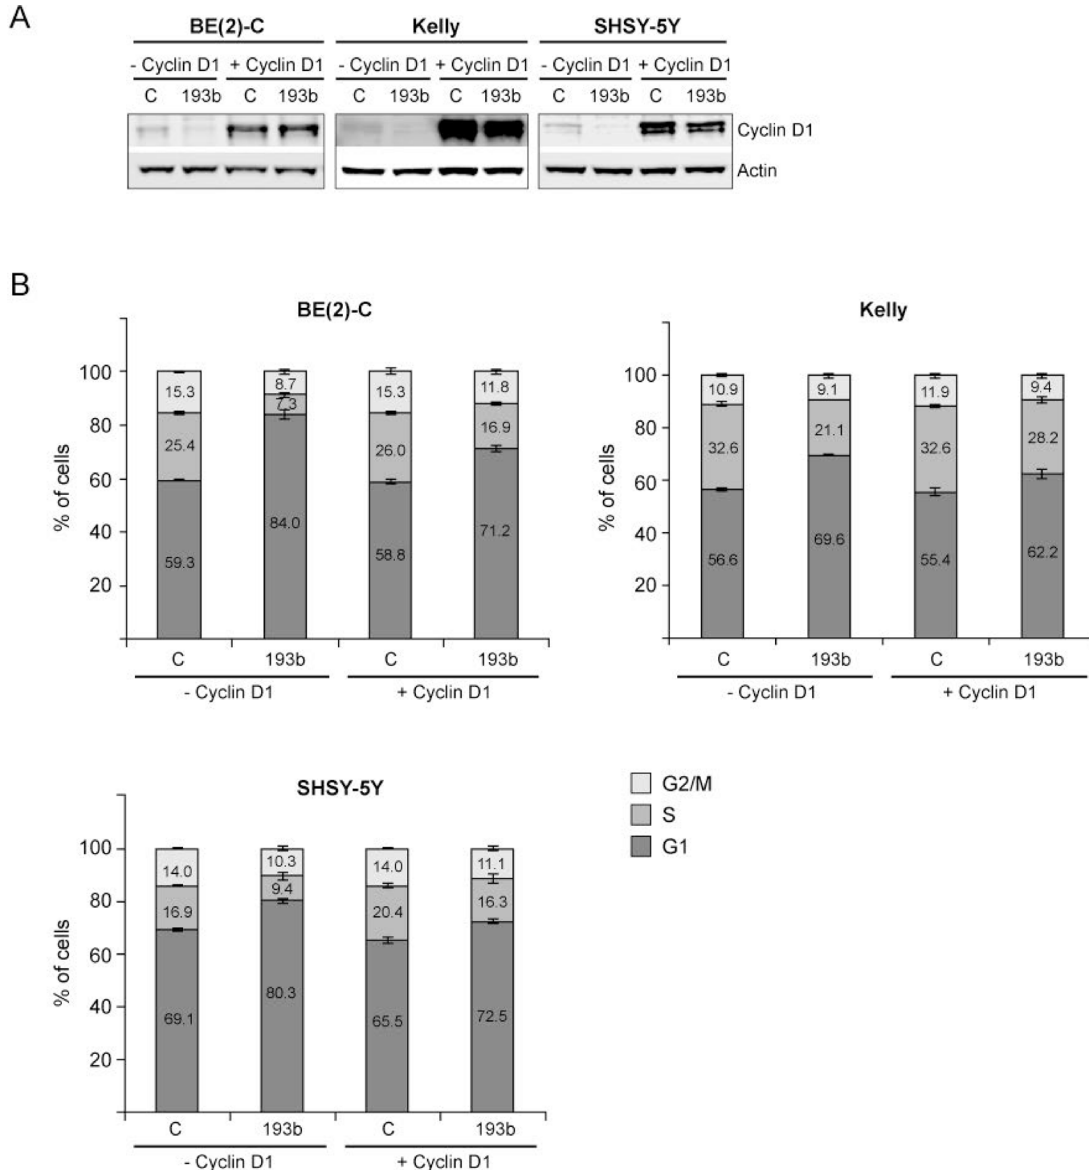 A
BE(2)-C Kelly SHSY-5Y
- Cyclin D1 + Cyclin D1 - Cyclin D1 + Cyclin D1 - Cyclin D1 + Cyclin D1
C 193b C 193b C 193b C 193b C 193b C 193b
Cyclin D1
Actin
B
BE(2)-C
% of cells
100
80
60
40
20
15.3 8.7 15.3 11.8
25.4 7.3 26.0 16.9
59.3 84.0 58.8 71.2
C 193b C 193b
- Cyclin D1 + Cyclin D1
Kelly
% of cells
100
80
60
40
20
10.9 9.1 11.9 9.4
32.6 21.1 32.6 28.2
56.6 69.6 55.4 62.2
C 193b C 193b
- Cyclin D1 + Cyclin D1
SHSY-5Y
% of cells
100
80
60
40
20
14.0 10.3 14.0 11.1
16.9 9.4 20.4 16.3
69.1 80.3 65.5 72.5
C 193b C 193b
- Cyclin D1 + Cyclin D1
G2/M
S
G1